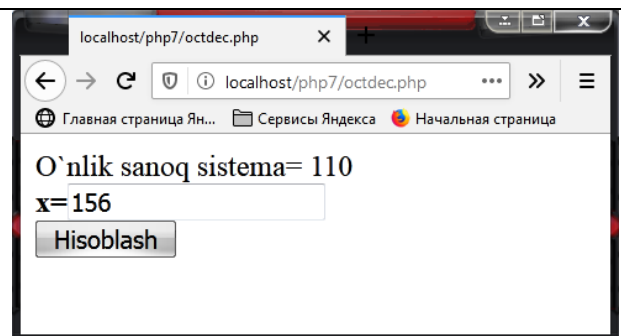 localhost/php7/octdec.php
localhost/php7/octdec.php
Главная страница Ян... Сервисы Яндекса Начальная страница
O`nlik sanoq sistema= 110
x=156
Hisoblash